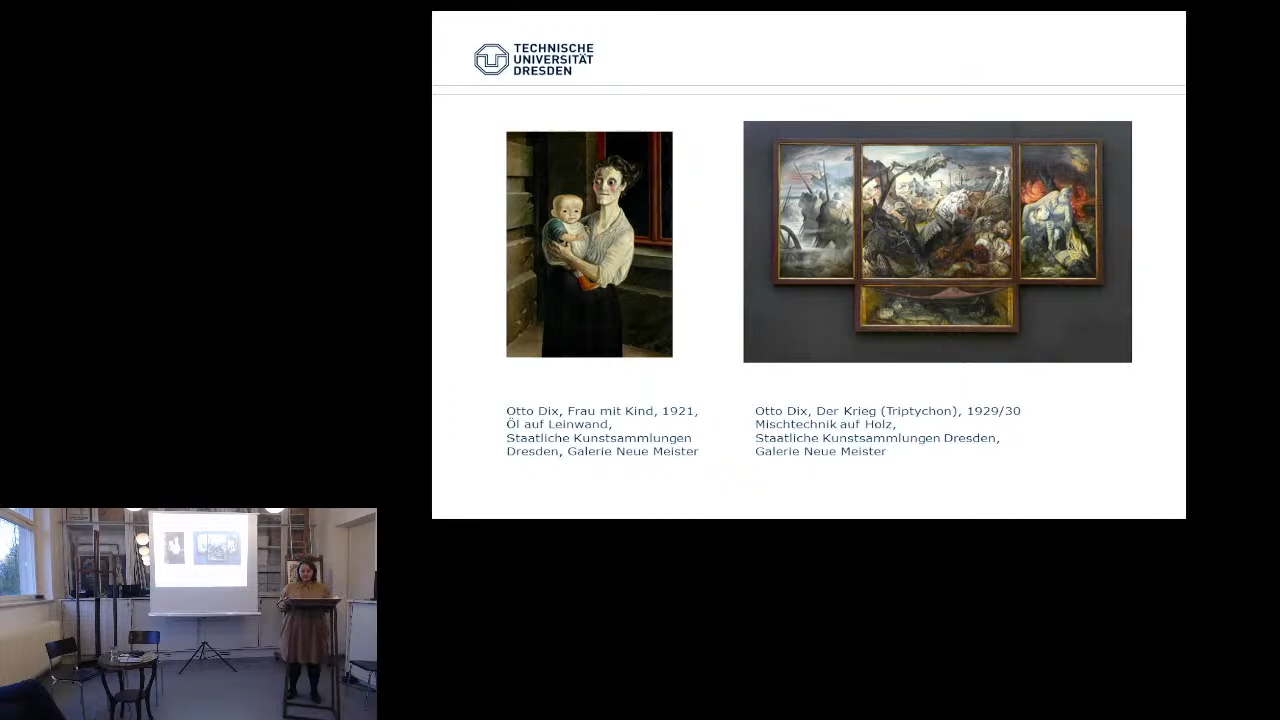 TECHNISCHE
UNIVERSITÄT
DRESDEN
Otto Dix, Frau mit Kind, 1921,
Öl auf Leinwand,
Staatliche Kunstsammlungen
Dresden, Galerie Neue Meister
Otto Dix, Der Krieg (Triptychon), 1929/30
Mischtechnik auf Holz,
Staatliche Kunstsammlungen Dresden,
Galerie Neue Meister